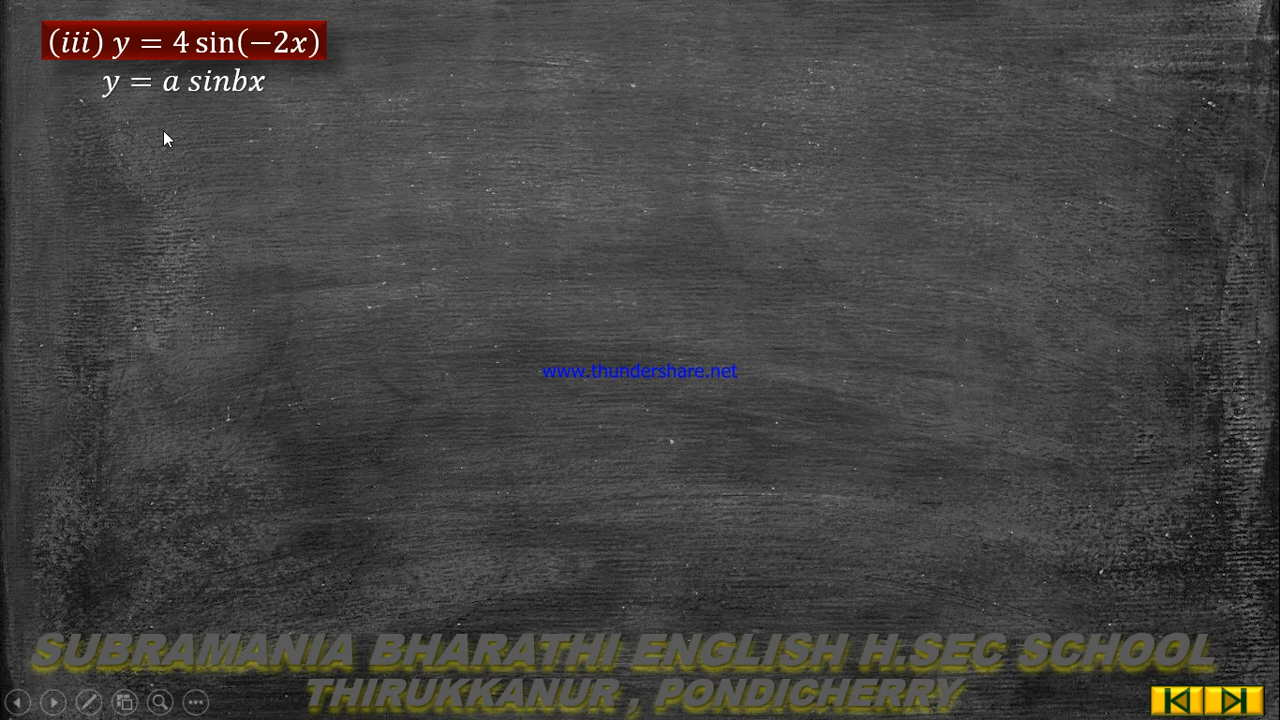 (iii) y = 4 sin(−2x)
y = a sinbx
www.thundershare.net
SUBRAMANIA BHARATHI ENGLISH H.SEC SCHOOL
THIRUKKANUR , PONDICHERRY